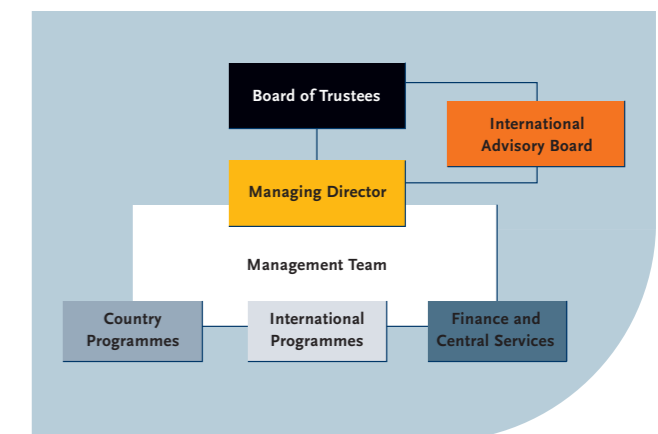 Board of Trustees
International
Advisory Board
Managing Director
Management Team
Country
Programmes
International
Programmes
Finance and
Central Services